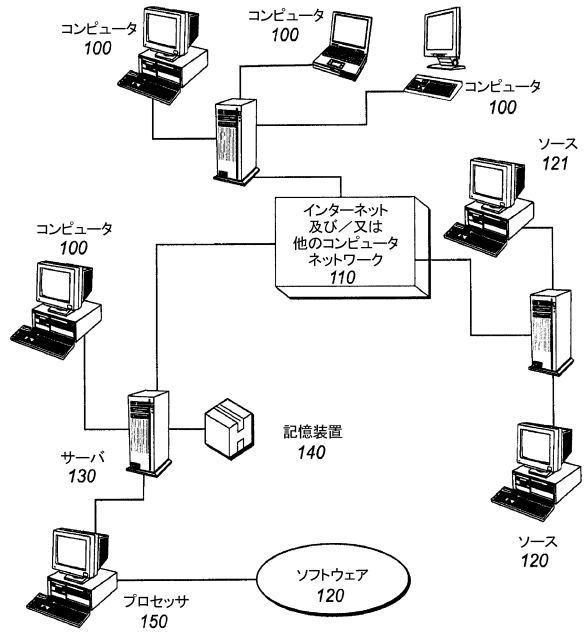 コンピュータ
100
コンピュータ
100
コンピュータ
100
ソース
121
インターネット
及び/又は
他のコンピュータ
ネットワーク
110
コンピュータ
100
記憶装置
140
サーバ
130
ソース
120
ソフトウェア
120
プロセッサ
150